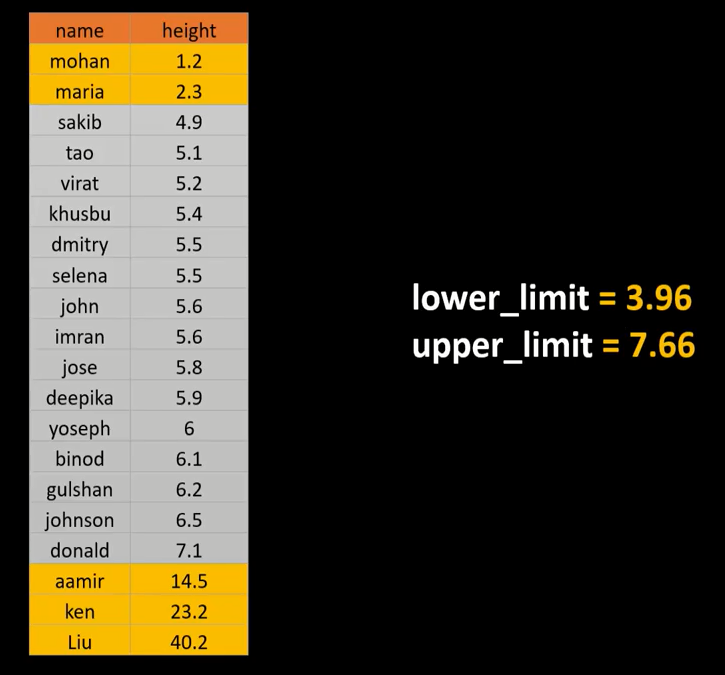 name height
mohan 1.2
maria 2.3
sakib 4.9
tao 5.1
virat 5.2
khusbu 5.4
dmitry 5.5
selena 5.5
john 5.6
imran 5.6
jose 5.8
deepika 5.9
yoseph 6
binod 6.1
gulshan 6.2
johnson 6.5
donald 7.1
aamir 14.5
ken 23.2
Liu 40.2
lower_limit = 3.96
upper_limit = 7.66